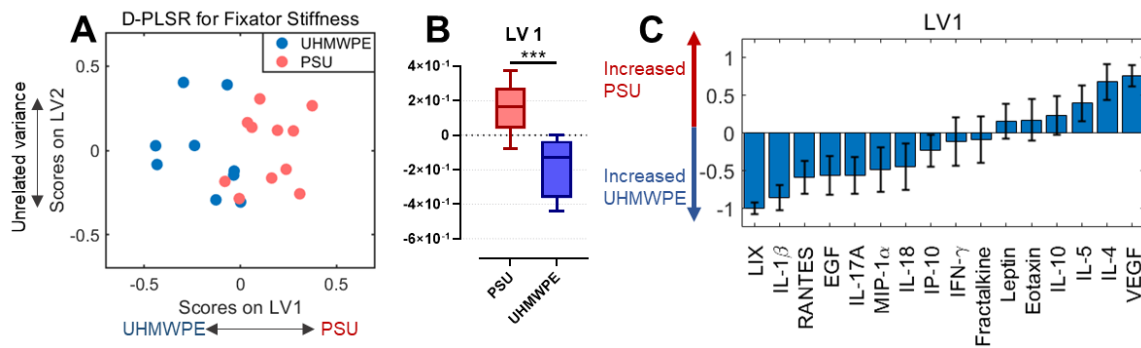 A
D-PLSR for Fixator Stiffness
UHMWPE
PSU
Unrelated variance
Scores on LV2
0.5
0
-0.5
-0.5
0
0.5
Scores on LV1
UHMWPE
PSU
B
LV 1
***
4×10⁻¹
2×10⁻¹
0
-2×10⁻¹
-4×10⁻¹
-6×10⁻¹
PSU
UHMWPE
C
LV1
Increased
PSU
Increased
UHMWPE
1
0.5
0
-0.5
-1
LIX
IL-1β
RANTES
EGF
IL-17A
MIP-1α
IL-18
IP-10
IFN-γ
Fractalkine
Leptin
Eotaxin
IL-10
IL-5
IL-4
VEGF